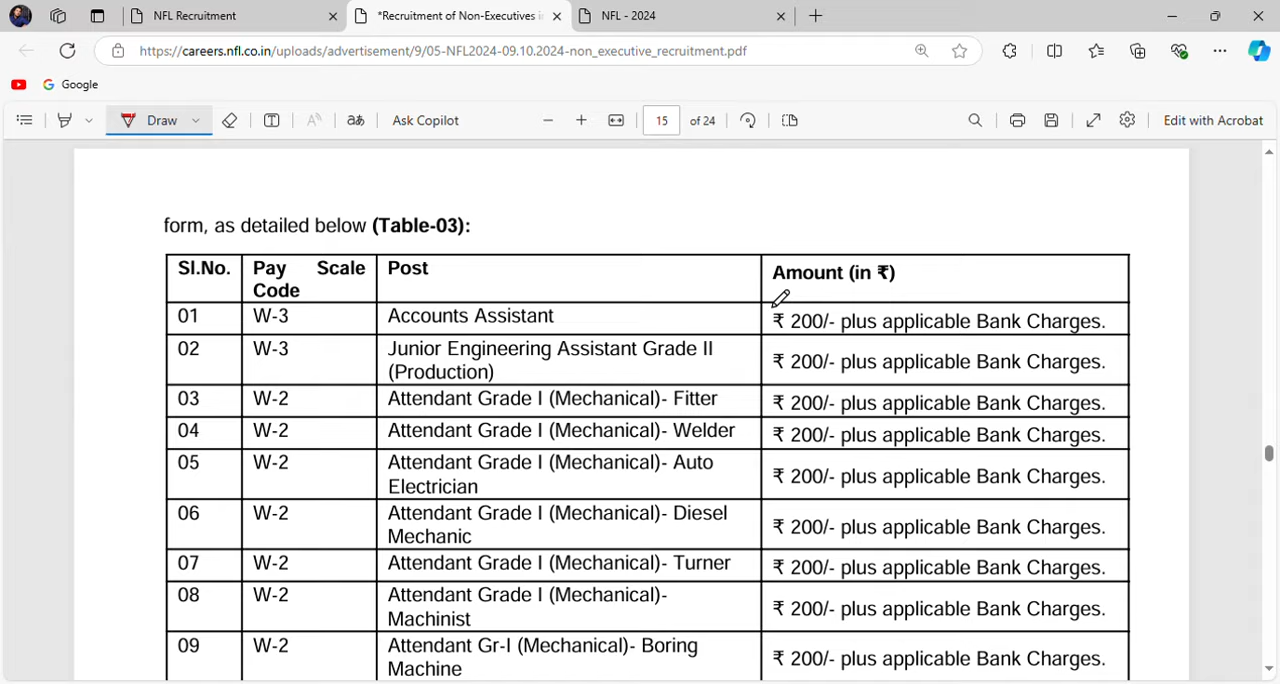 NFL Recruitment
*Recruitment of Non-Executives in
NFL - 2024
https://careers.nfl.co.in/uploads/advertisement/9/05-NFL2024-09.10.2024-non_executive_recruitment.pdf
Google
Draw
aあ
Ask Copilot
15
of 24
Edit with Acrobat
form, as detailed below (Table-03):
Sl.No.
Pay Scale
Code
Post
Amount (in ₹)
01 W-3 Accounts Assistant ₹ 200/- plus applicable Bank Charges.
02 W-3 Junior Engineering Assistant Grade II
(Production)
₹ 200/- plus applicable Bank Charges.
03 W-2 Attendant Grade I (Mechanical)- Fitter ₹ 200/- plus applicable Bank Charges.
04 W-2 Attendant Grade I (Mechanical)- Welder ₹ 200/- plus applicable Bank Charges.
05 W-2 Attendant Grade I (Mechanical)- Auto
Electrician
₹ 200/- plus applicable Bank Charges.
06 W-2 Attendant Grade I (Mechanical)- Diesel
Mechanic
₹ 200/- plus applicable Bank Charges.
07 W-2 Attendant Grade I (Mechanical)- Turner ₹ 200/- plus applicable Bank Charges.
08 W-2 Attendant Grade I (Mechanical)-
Machinist
₹ 200/- plus applicable Bank Charges.
09 W-2 Attendant Gr-I (Mechanical)- Boring
Machine
₹ 200/- plus applicable Bank Charges.